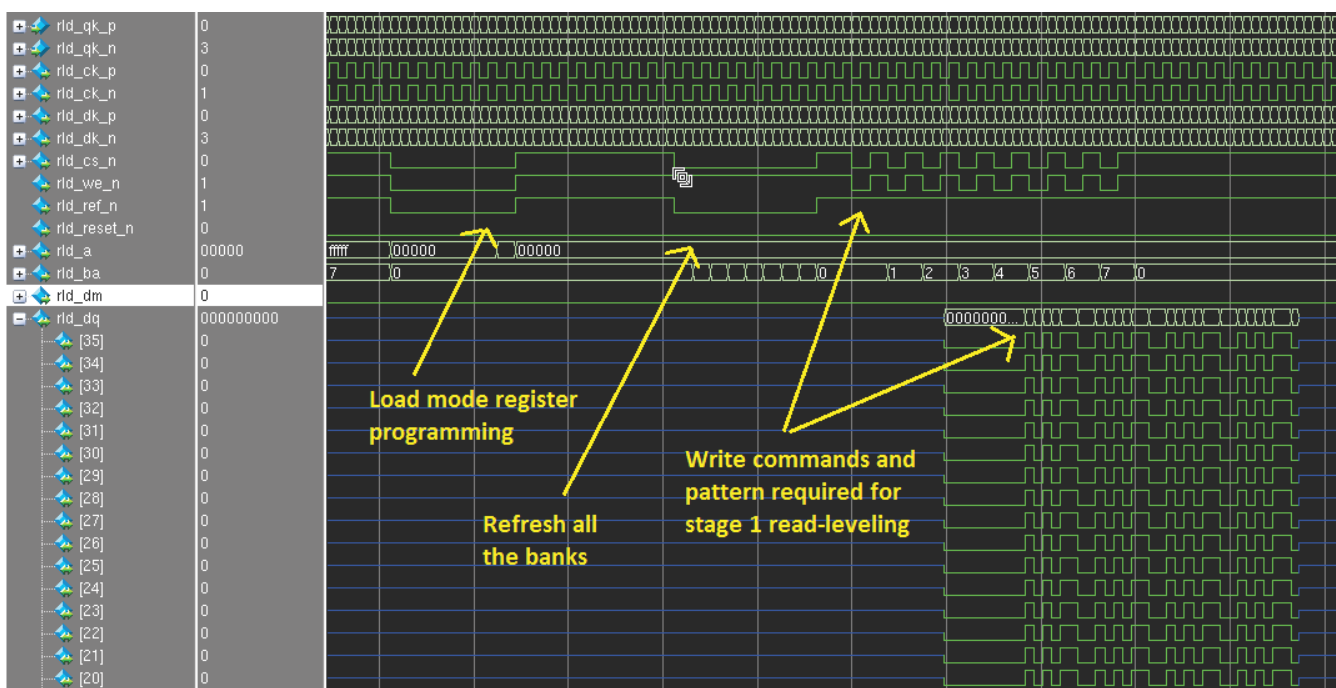 rld_qk_p 0
rld_qk_n 3
rld_ck_p 0
rld_ck_n 1
rld_dk_p 0
rld_dk_n 3
rld_cs_n 0
rld_we_n 1
rld_ref_n 1
rld_reset_n 0
rld_a 00000 fffff 00000 00000
rld_ba 0 7 0 0 1 2 3 4 5 6 7 0
rld_dm 0
rld_dq 000000000 0000000...
[35] 0
[34] 0
[33] 0
[32] 0
[31] 0
[30] 0
[29] 0
[28] 0
[27] 0
[26] 0
[25] 0
[24] 0
[23] 0
[22] 0
[21] 0
[20] 0
Load mode register
programming
Refresh all
the banks
Write commands and
pattern required for
stage 1 read-leveling